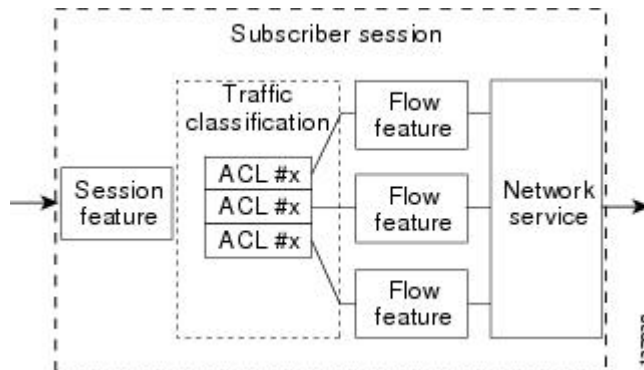 Subscriber session
Traffic
classification
ACL #x
ACL #x
ACL #x
Session
feature
Flow
feature
Flow
feature
Flow
feature
Network
service